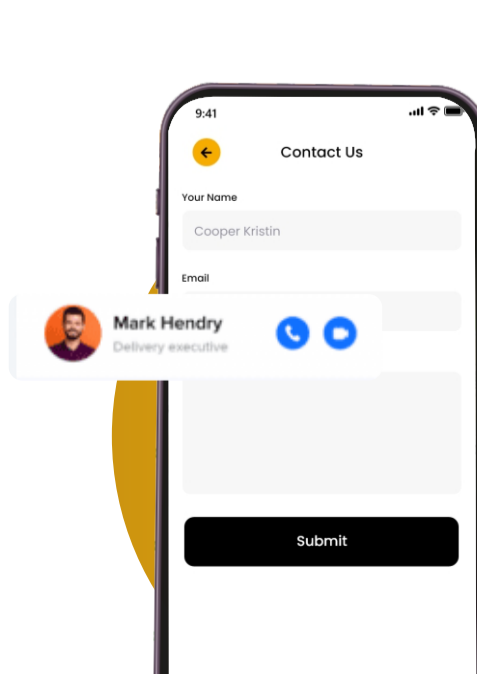 9:41
Contact Us
Your Name
Cooper Kristin
Email
Mark Hendry
Delivery executive
Submit